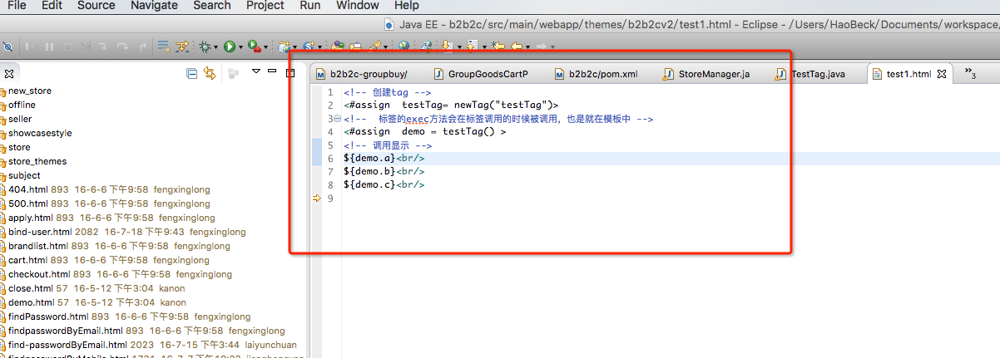 File Edit Source Navigate Search Project Run Window Help
Java EE - b2b2c/src/main/webapp/themes/b2b2cv2/test1.html - Eclipse - /Users/HaoBeck/Documents/workspace/
b2b2c-groupbuy/ GroupGoodsCartP b2b2c/pom.xml StoreManager.ja TestTag.java test1.html »3
1 <!-- 创建tag -->
2 <#assign  testTag= newTag("testTag")>
3 <!--  标签的exec方法会在标签调用的时候被调用，也是就在模板中 -->
4 <#assign  demo = testTag() >
5 <!-- 调用显示 -->
6 ${demo.a}<br/>
7 ${demo.b}<br/>
8 ${demo.c}<br/>
9
new_store
offline
seller
showcasestyle
store
store_themes
subject
404.html 893 16-6-6 下午9:58 fengxinglong
500.html 893 16-6-6 下午9:58 fengxinglong
apply.html 893 16-6-6 下午9:58 fengxinglong
bind-user.html 2082 16-7-18 下午9:43 fengxinglong
brandlist.html 893 16-6-6 下午9:58 fengxinglong
cart.html 893 16-6-6 下午9:58 fengxinglong
checkout.html 893 16-6-6 下午9:58 fengxinglong
close.html 57 16-5-12 下午3:04 kanon
demo.html 57 16-5-12 下午3:04 kanon
findPassword.html 893 16-6-6 下午9:58 fengxinglong
findpasswordByEmail.html 893 16-6-6 下午9:58 fengxinglong
find-passwordByEmail.html 2023 16-7-15 下午3:44 laiyunchuan